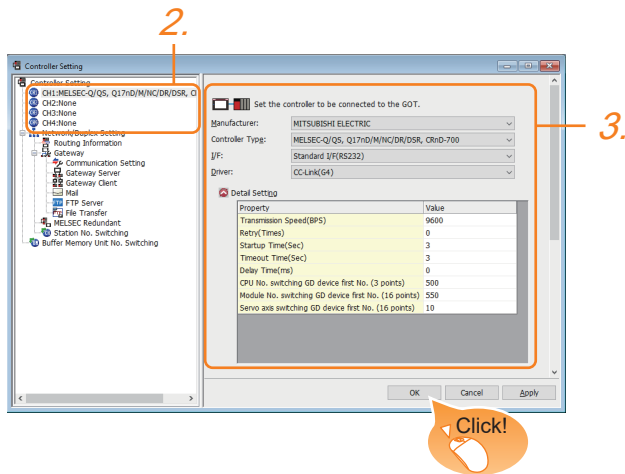 2.
Controller Setting
Controller Setting
CH1:MELSEC-Q/QS, Q17nD/M/NC/DR/DSR, C
CH2:None
CH3:None
CH4:None
Network/Duplex Setting
Routing Information
Gateway
Communication Setting
Gateway Server
Gateway Client
Mail
FTP Server
File Transfer
MELSEC Redundant
Station No. Switching
Buffer Memory Unit No. Switching
Set the controller to be connected to the GOT.
Manufacturer: MITSUBISHI ELECTRIC
Controller Type: MELSEC-Q/QS, Q17nD/M/NC/DR/DSR, CRnD-700
I/F: Standard I/F(RS232)
Driver: CC-Link(G4)
Detail Setting
Property Value
Transmission Speed(BPS) 9600
Retry(Times) 0
Startup Time(Sec) 3
Timeout Time(Sec) 3
Delay Time(ms) 0
CPU No. switching GD device first No. (3 points) 500
Module No. switching GD device first No. (16 points) 550
Servo axis switching GD device first No. (16 points) 10
3.
OK Cancel Apply
Click!